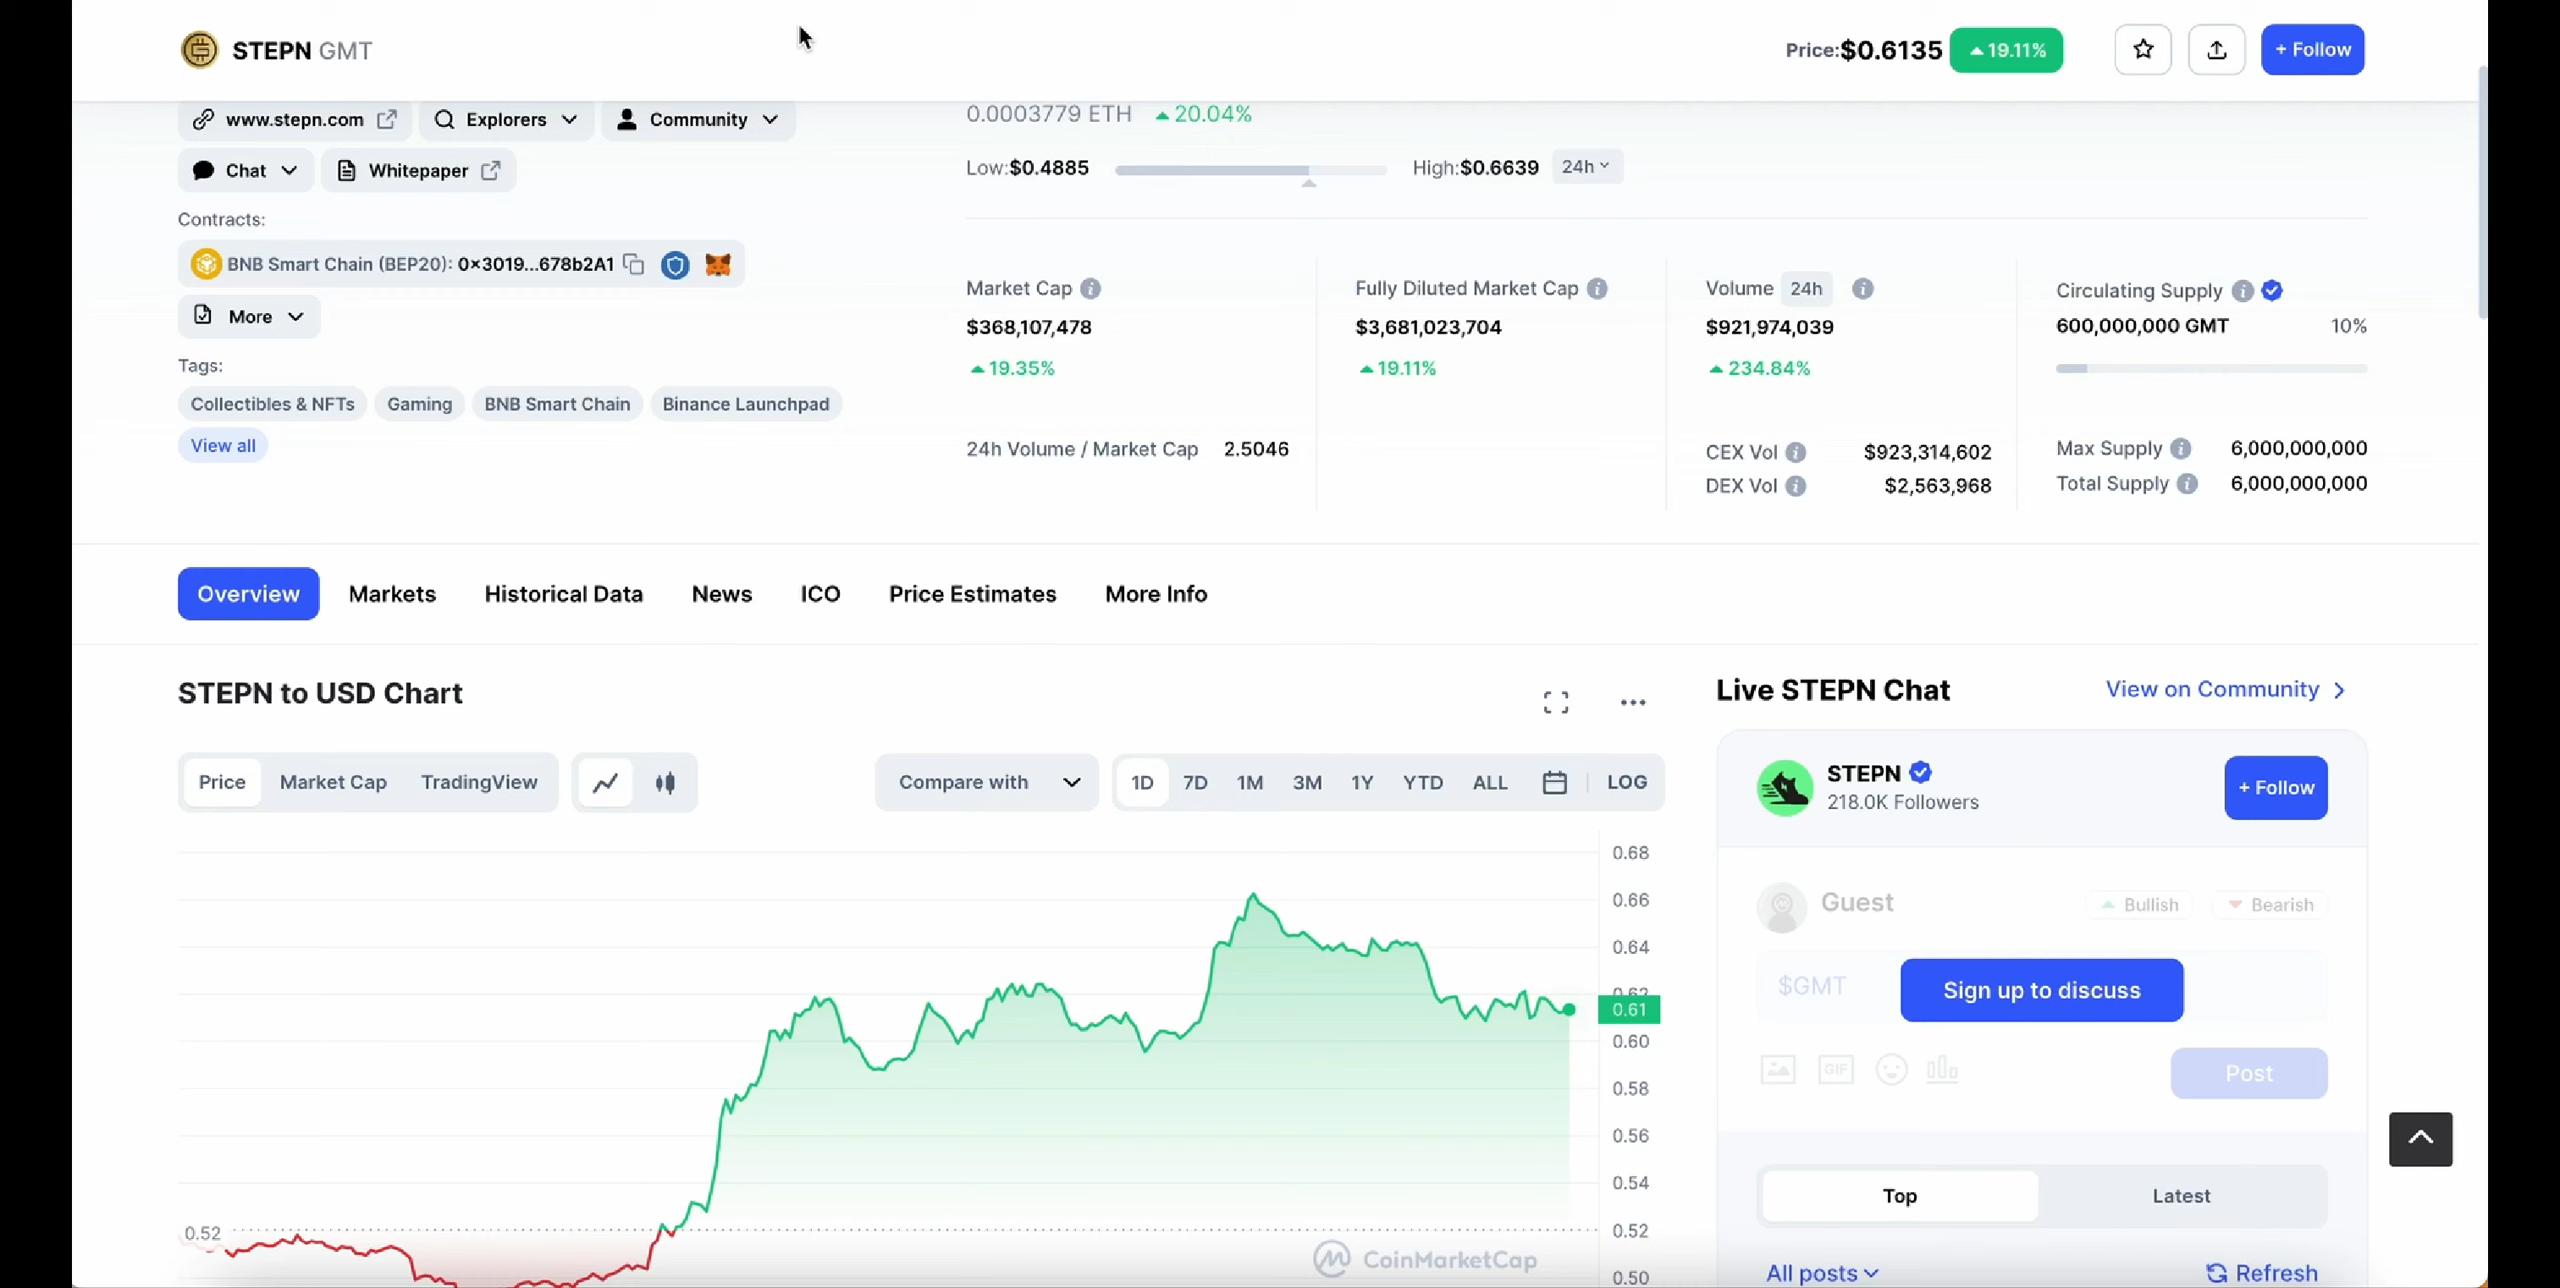 STEPN GMT
Price:$0.6135 19.11%
+ Follow
www.stepn.com Explorers Community
0.0003779 ETH 20.04%
Chat Whitepaper
Low:$0.4885 High:$0.6639 24h
Contracts:
BNB Smart Chain (BEP20): 0x3019...678b2A1
More
Tags:
Collectibles & NFTs Gaming BNB Smart Chain Binance Launchpad
View all
Market Cap
$368,107,478
19.35%
24h Volume / Market Cap 2.5046
Fully Diluted Market Cap
$3,681,023,704
19.11%
Volume 24h
$921,974,039
234.84%
CEX Vol $923,314,602
DEX Vol $2,563,968
Circulating Supply
600,000,000 GMT 10%
Max Supply 6,000,000,000
Total Supply 6,000,000,000
Overview Markets Historical Data News ICO Price Estimates More Info
STEPN to USD Chart
Price Market Cap TradingView
Compare with 1D 7D 1M 3M 1Y YTD ALL LOG
0.68
0.66
0.64
0.62
0.61
0.60
0.58
0.56
0.54
0.52
0.52
0.50
CoinMarketCap
Live STEPN Chat View on Community
STEPN
218.0K Followers
+ Follow
Guest Bullish Bearish
$GMT
Sign up to discuss
GIF
Post
Top Latest
All posts Refresh